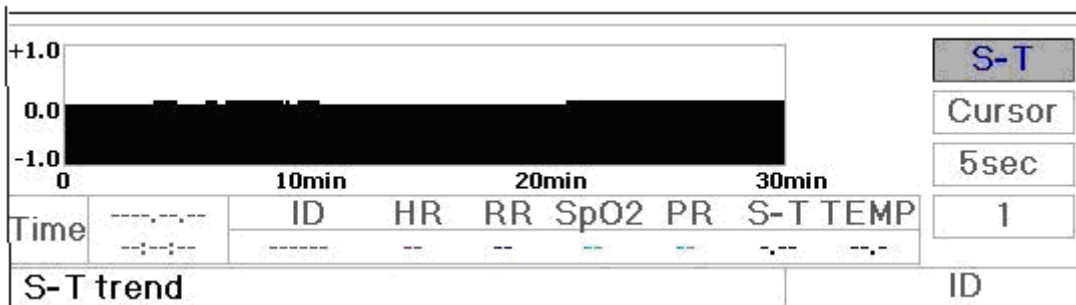 +1.0
S-T
0.0
Cursor
-1.0
5sec
0 10min 20min 30min
Time ----.--.-- ID HR RR SpO2 PR S-T TEMP 1
--:--:-- ------ -- -- -- -- -.-- --.--
S-T trend ID